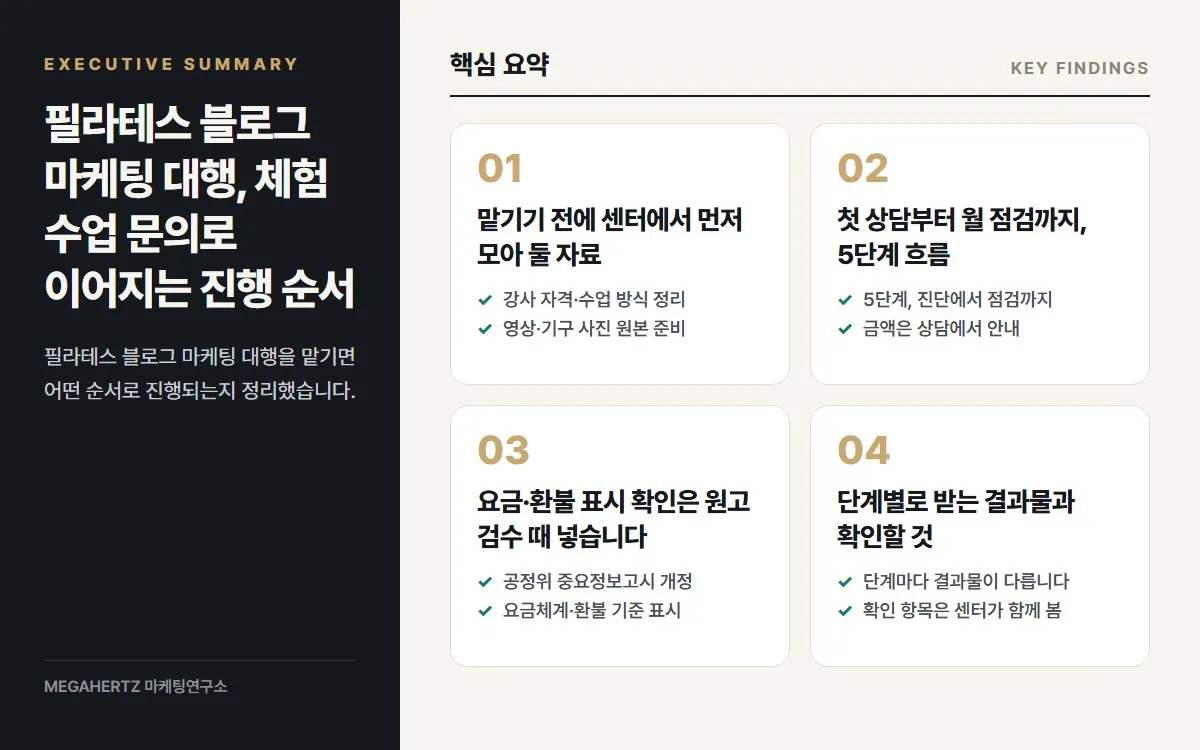 EXECUTIVE SUMMARY
필라테스 블로그
마케팅 대행, 체험
수업 문의로
이어지는 진행 순서
필라테스 블로그 마케팅 대행을 맡기면
어떤 순서로 진행되는지 정리했습니다.
MEGAHERTZ 마케팅연구소
핵심 요약
KEY FINDINGS
01
맡기기 전에 센터에서 먼저
모아 둘 자료
강사 자격·수업 방식 정리
영상·기구 사진 원본 준비
02
첫 상담부터 월 점검까지,
5단계 흐름
5단계, 진단에서 점검까지
금액은 상담에서 안내
03
요금·환불 표시 확인은 원고
검수 때 넣습니다
공정위 중요정보고시 개정
요금체계·환불 기준 표시
04
단계별로 받는 결과물과
확인할 것
단계마다 결과물이 다릅니다
확인 항목은 센터가 함께 봄